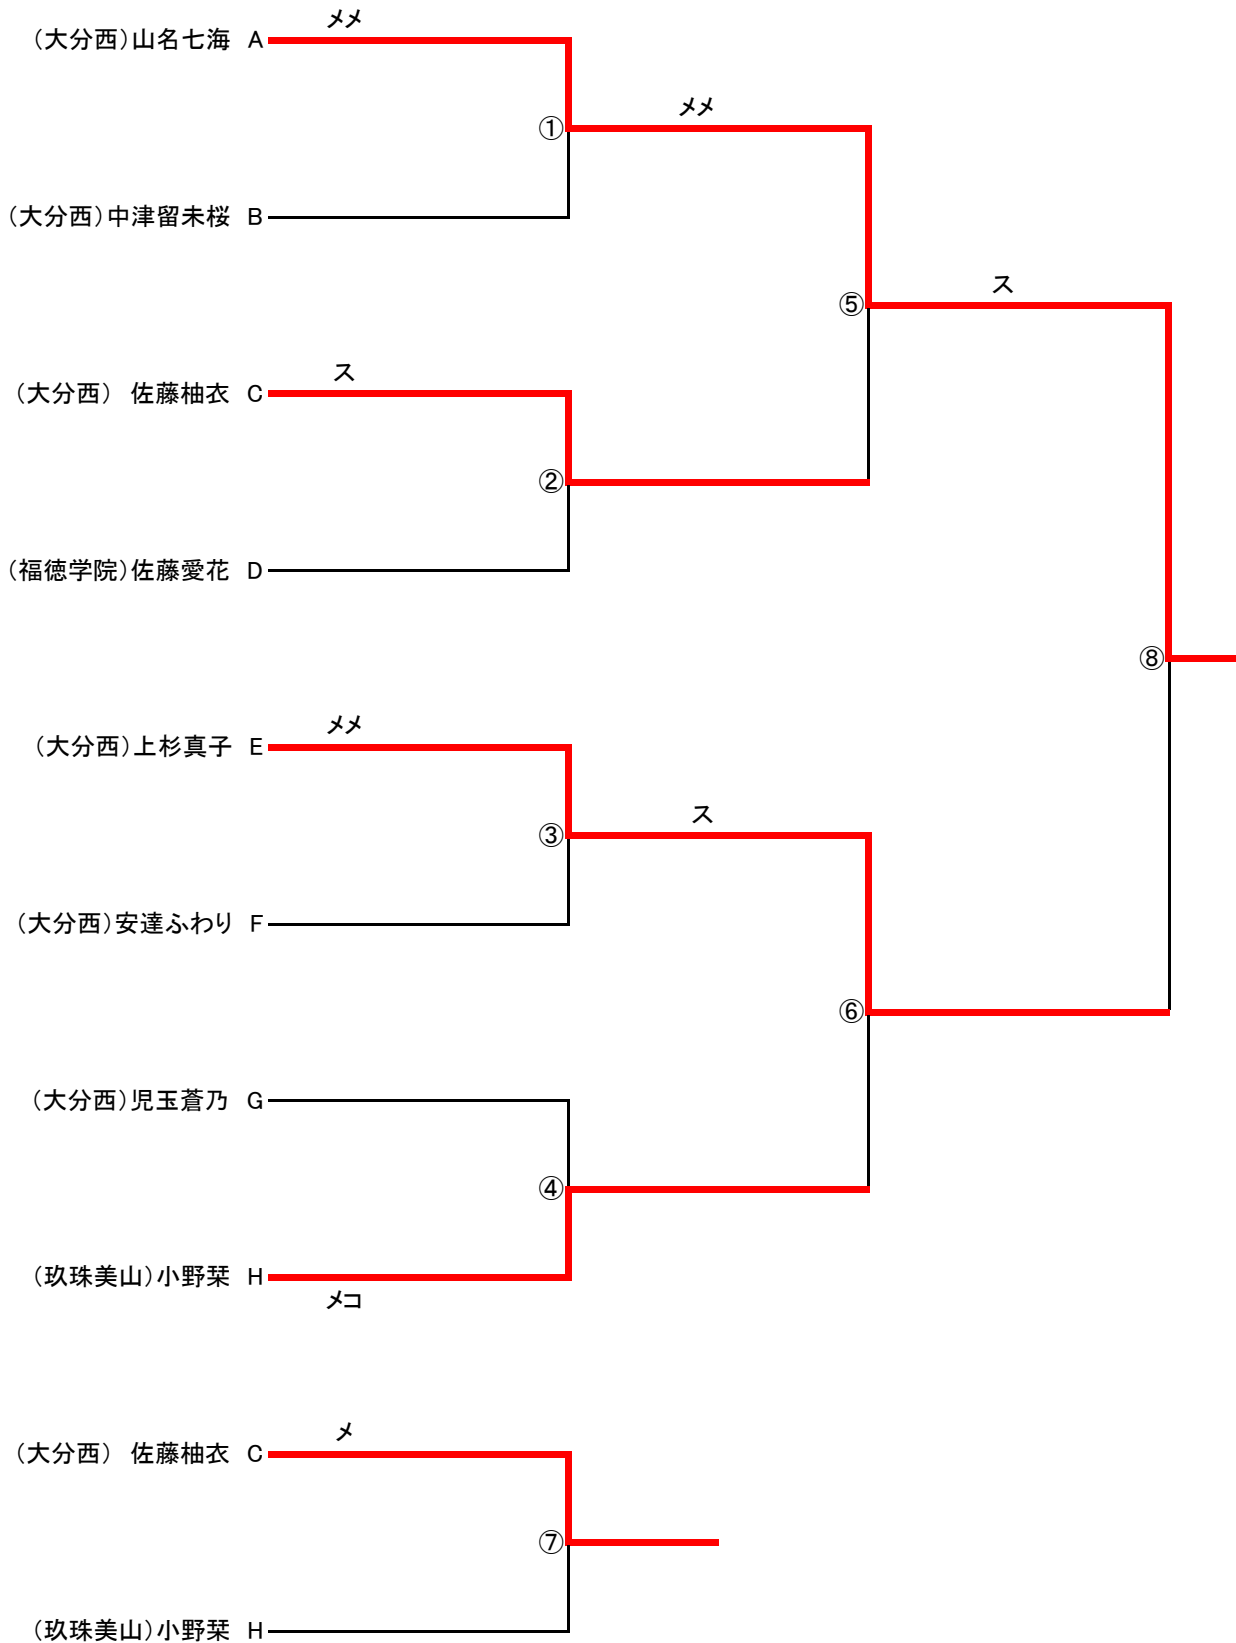 メメ
（大分西）山名七海 A
メメ
①
（大分西）中津留未桜 B
ス
⑤
ス
（大分西） 佐藤柚衣 C
②
（福徳学院）佐藤愛花 D
⑧
メメ
（大分西）上杉真子 E
ス
③
（大分西）安達ふわり F
⑥
（大分西）児玉蒼乃 G
④
（玖珠美山）小野栞 H
メコ
メ
（大分西） 佐藤柚衣 C
⑦
（玖珠美山）小野栞 H